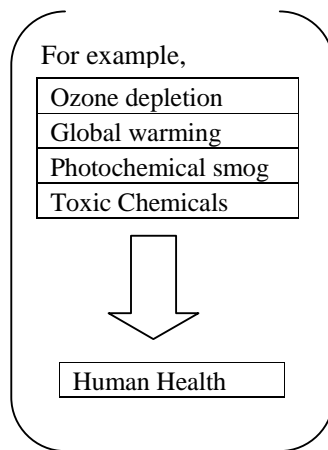 For example,
Ozone depletion
Global warming
Photochemical smog
Toxic Chemicals
Human Health